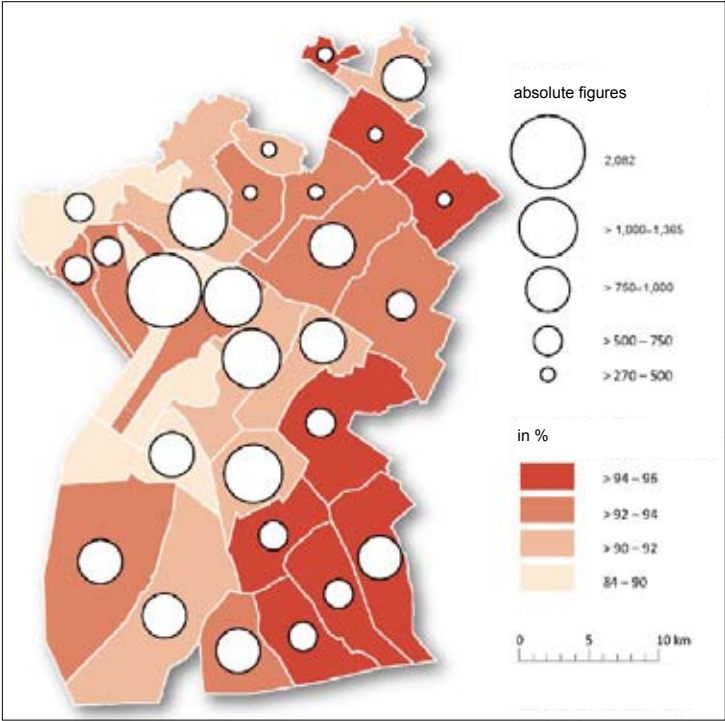 absolute figures
2,082
> 1,000–1,365
> 750–1,000
> 500 – 750
> 270 – 500
in %
> 94 – 96
> 92 – 94
> 90 – 92
84 – 90
0 5 10 km